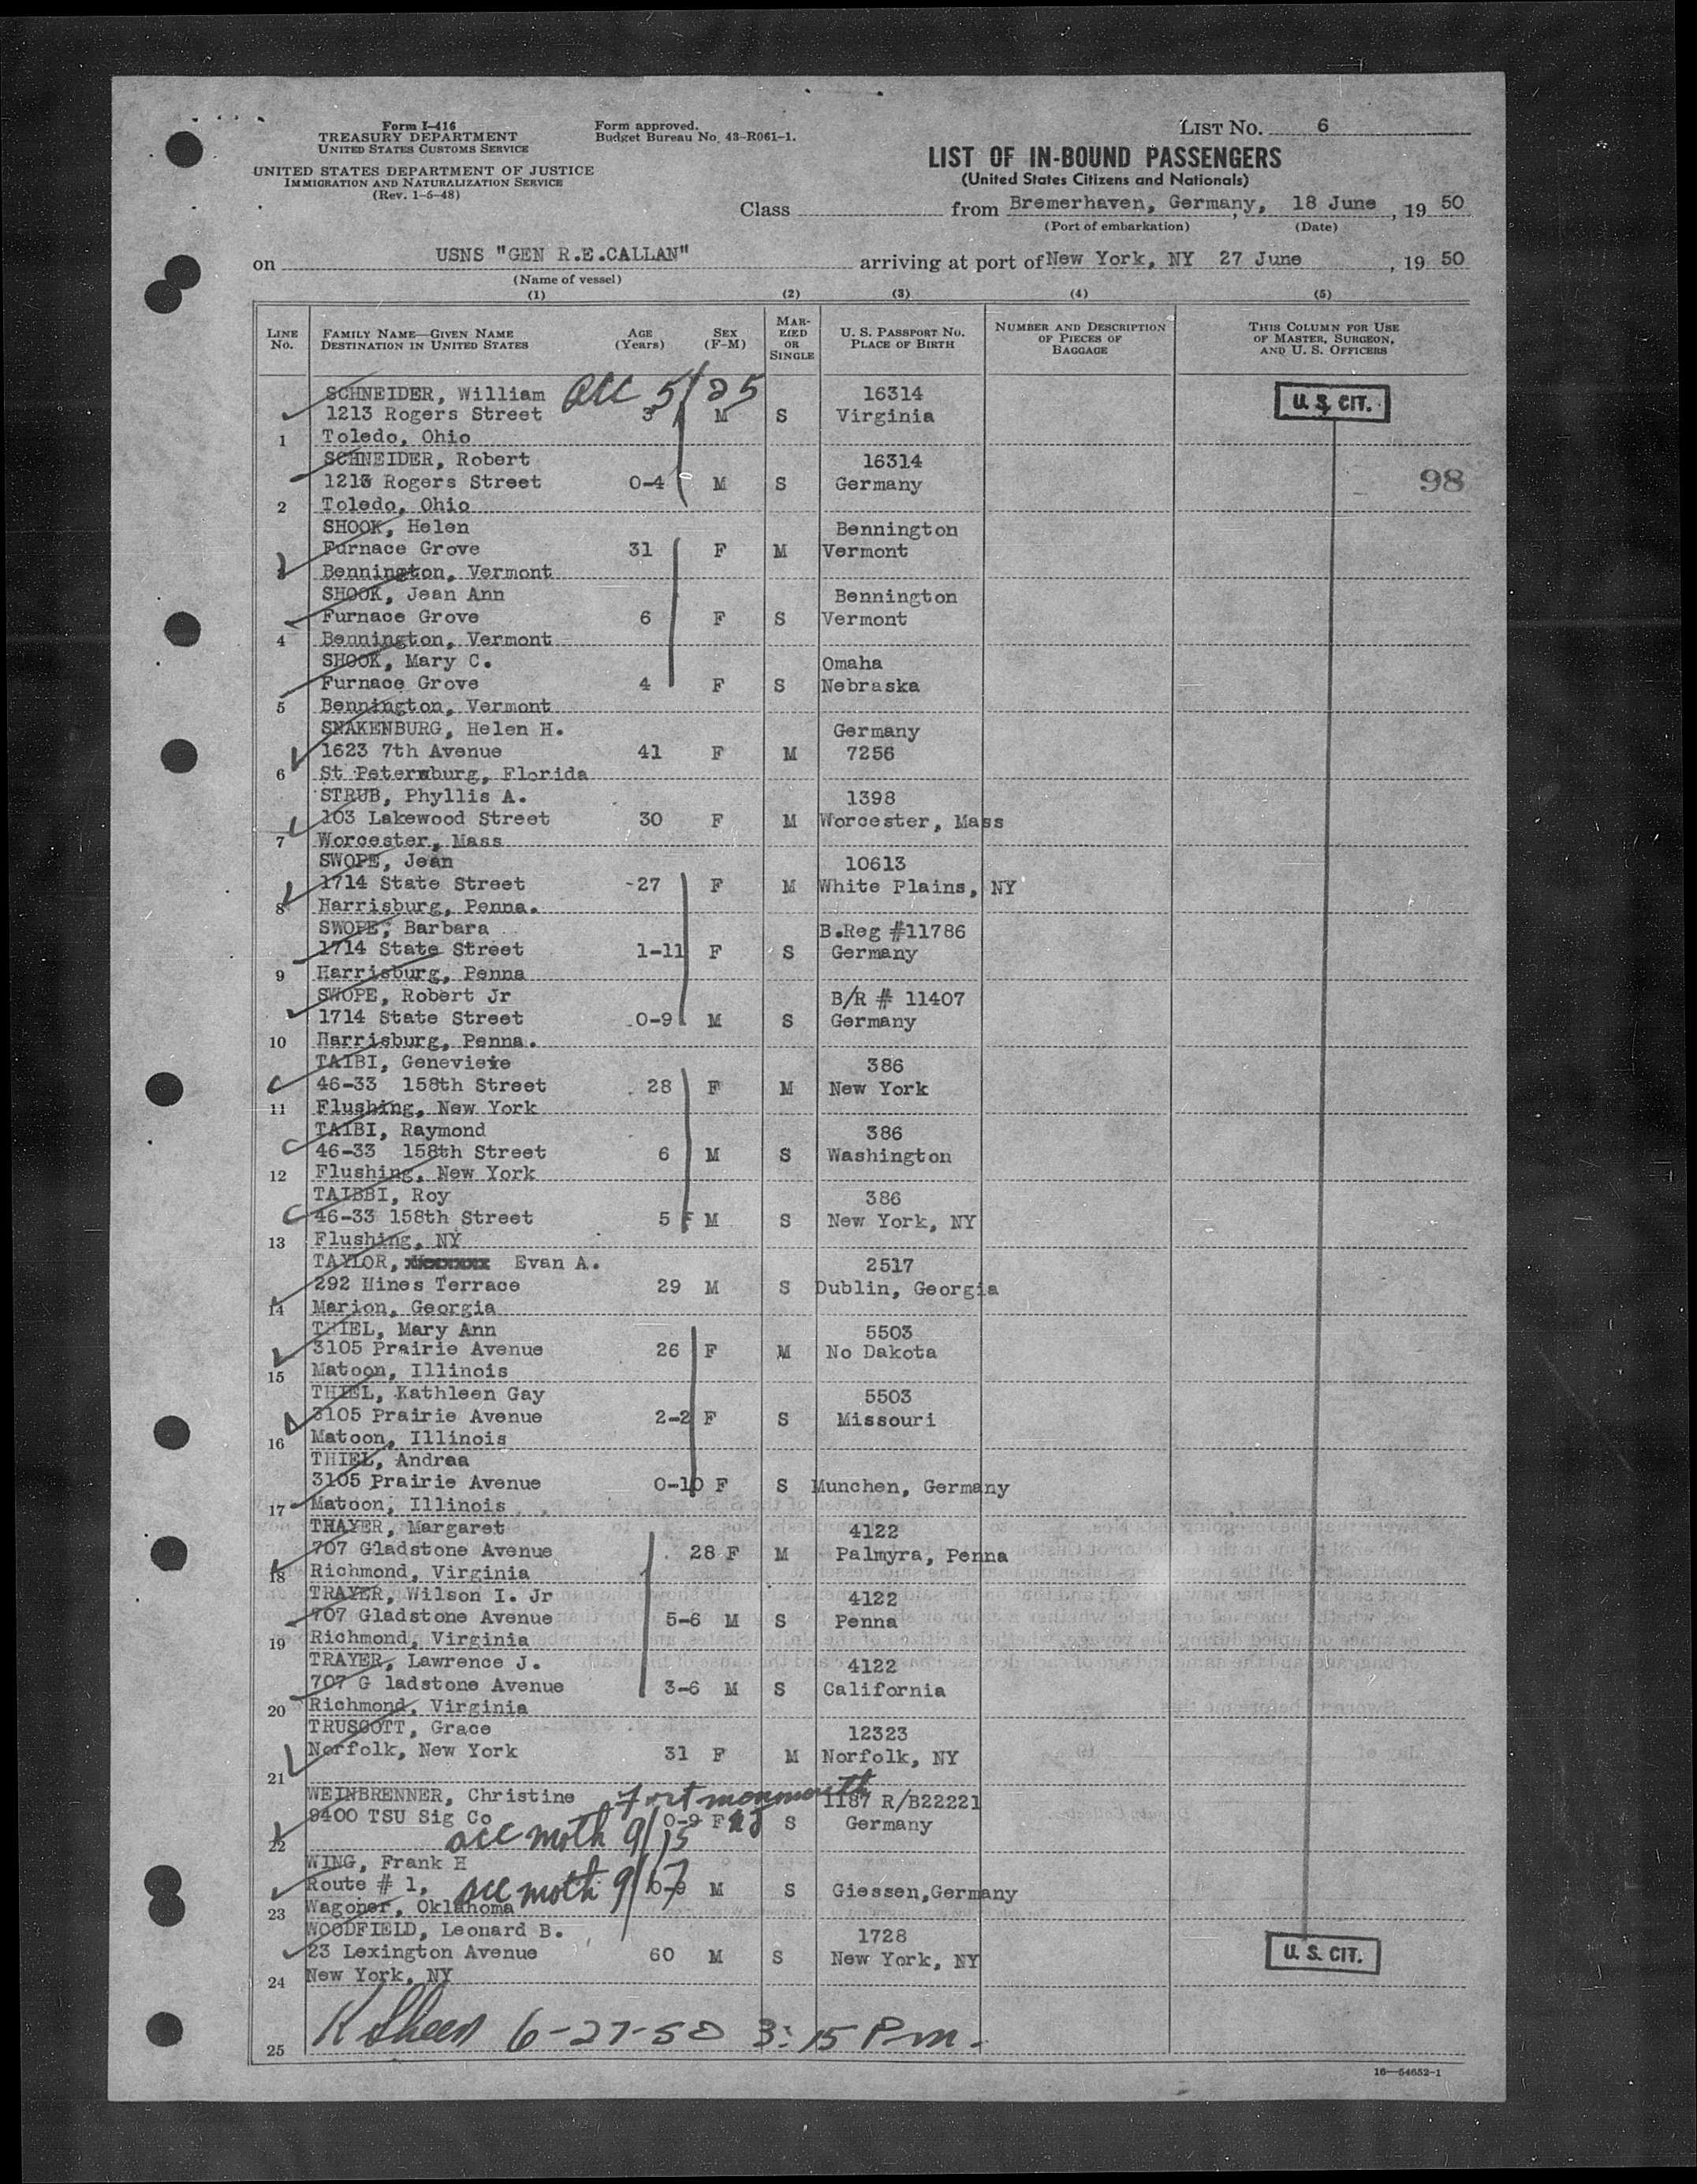 Form I-416
TREASURY DEPARTMENT
UNITED STATES CUSTOMS SERVICE
UNITED STATES DEPARTMENT OF JUSTICE
IMMIGRATION AND NATURALIZATION SERVICE
(Rev. 1-6-48)
Form approved.
Budget Bureau No. 43-R061-1.
LIST NO. 6
LIST OF IN-BOUND PASSENGERS
(United States Citizens and Nationals)
Class from Bremerhaven, Germany, 18 June, 19 50
(Port of embarkation) (Date)
on USNS "GEN R.E.CALLAN" arriving at port of New York, NY 27 June, 19 50
(Name of vessel)
(1) (2) (3) (4) (5)
LINE NO. FAMILY NAME—GIVEN NAME DESTINATION IN UNITED STATES AGE (Years) SEX (F-M) MARRIED OR SINGLE U. S. PASSPORT NO. PLACE OF BIRTH NUMBER AND DESCRIPTION OF PIECES OF BAGGAGE THIS COLUMN FOR USE OF MASTER, SURGEON, AND U. S. OFFICERS
SCHNEIDER, William acc 5/25 16314 U. S. CIT.
1213 Rogers Street 3 M S Virginia
1 Toledo, Ohio
SCHNEIDER, Robert 16314
1213 Rogers Street 0-4 M S Germany 98
2 Toledo, Ohio
SHOOK, Helen Bennington
Furnace Grove 31 F M Vermont
3 Bennington, Vermont
SHOOK, Jean Ann Bennington
Furnace Grove 6 F S Vermont
4 Bennington, Vermont
SHOOK, Mary C. Omaha
Furnace Grove 4 F S Nebraska
5 Bennington, Vermont
SNAKENBURG, Helen H. Germany
1623 7th Avenue 41 F M 7256
6 St Petersburg, Florida
STRUB, Phyllis A. 1398
103 Lakewood Street 30 F M Worcester, Mass
7 Worcester, Mass
SWOPE, Jean 10613
1714 State Street -27 F M White Plains, NY
8 Harrisburg, Penna.
SWOPE, Barbara B.Reg #11786
1714 State Street 1-11 F S Germany
9 Harrisburg, Penna
SWOPE, Robert Jr B/R # 11407
1714 State Street 0-9 M S Germany
10 Harrisburg, Penna.
TAIBI, Genevieve 386
46-33 158th Street 28 F M New York
11 Flushing, New York
TAIBI, Raymond 386
46-33 158th Street 6 M S Washington
12 Flushing, New York
TAIBBI, Roy 386
46-33 158th Street 5 F M S New York, NY
13 Flushing, NY
TAYLOR, Evan A. 2517
292 Hines Terrace 29 M S Dublin, Georgia
14 Marion, Georgia
THIEL, Mary Ann 5503
3105 Prairie Avenue 26 F M No Dakota
15 Matoon, Illinois
THIEL, Kathleen Gay 5503
3105 Prairie Avenue 2-2 F S Missouri
16 Matoon, Illinois
THIEL, Andrea
3105 Prairie Avenue 0-10 F S Munchen, Germany
17 Matoon, Illinois
THAYER, Margaret 4122
707 Gladstone Avenue 28 F M Palmyra, Penna
18 Richmond, Virginia
TRAYER, Wilson I. Jr 4122
707 Gladstone Avenue 5-6 M S Penna
19 Richmond, Virginia
TRAYER, Lawrence J. 4122
707 G ladstone Avenue 3-6 M S California
20 Richmond, Virginia
TRUSCOTT, Grace 12323
Norfolk, New York 31 F M Norfolk, NY
21
WEINBRENNER, Christine Fort monmouth 1187 R/B22221
9400 TSU Sig Co 0-9 F NJ S Germany
22 acc moth 9/15
WING, Frank H
Route # 1, acc moth 9/17 0-9 M S Giessen,Germany
23 Wagoner, Oklahoma
WOODFIELD, Leonard B. 1728
23 Lexington Avenue 60 M S New York, NY U. S. CIT.
24 New York, NY
25 K Sheen 6-27-50 3:15 P.m.
16—54652-1